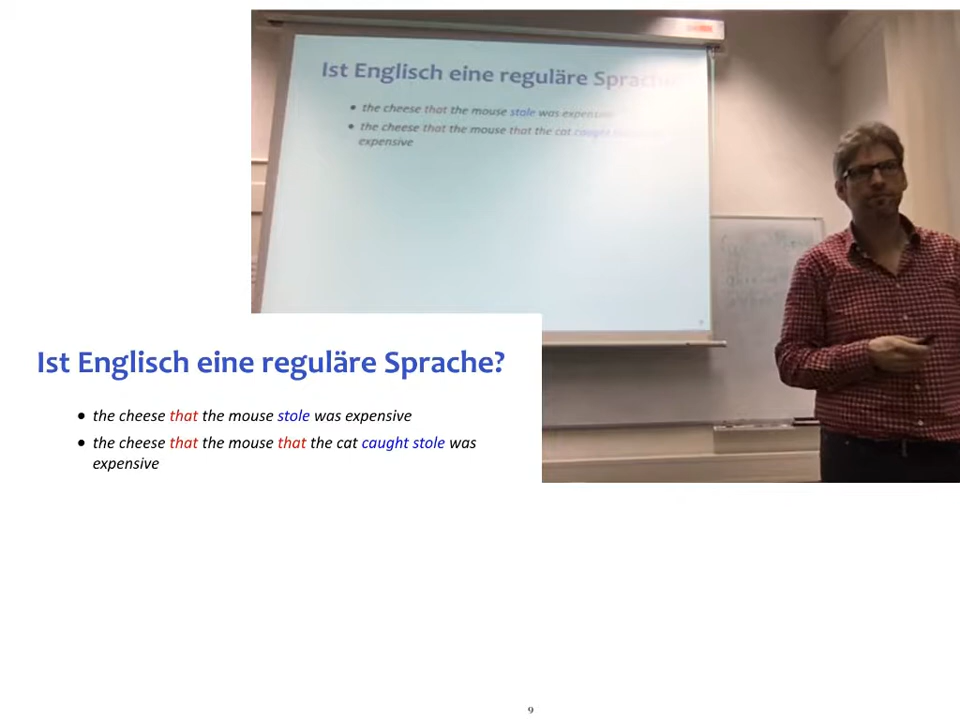 Ist Englisch eine reguläre Sprache
the cheese that the mouse stole was expensive
the cheese that the mouse that the cat caught
expensive
Ist Englisch eine reguläre Sprache?
• the cheese that the mouse stole was expensive
• the cheese that the mouse that the cat caught stole was
expensive
9